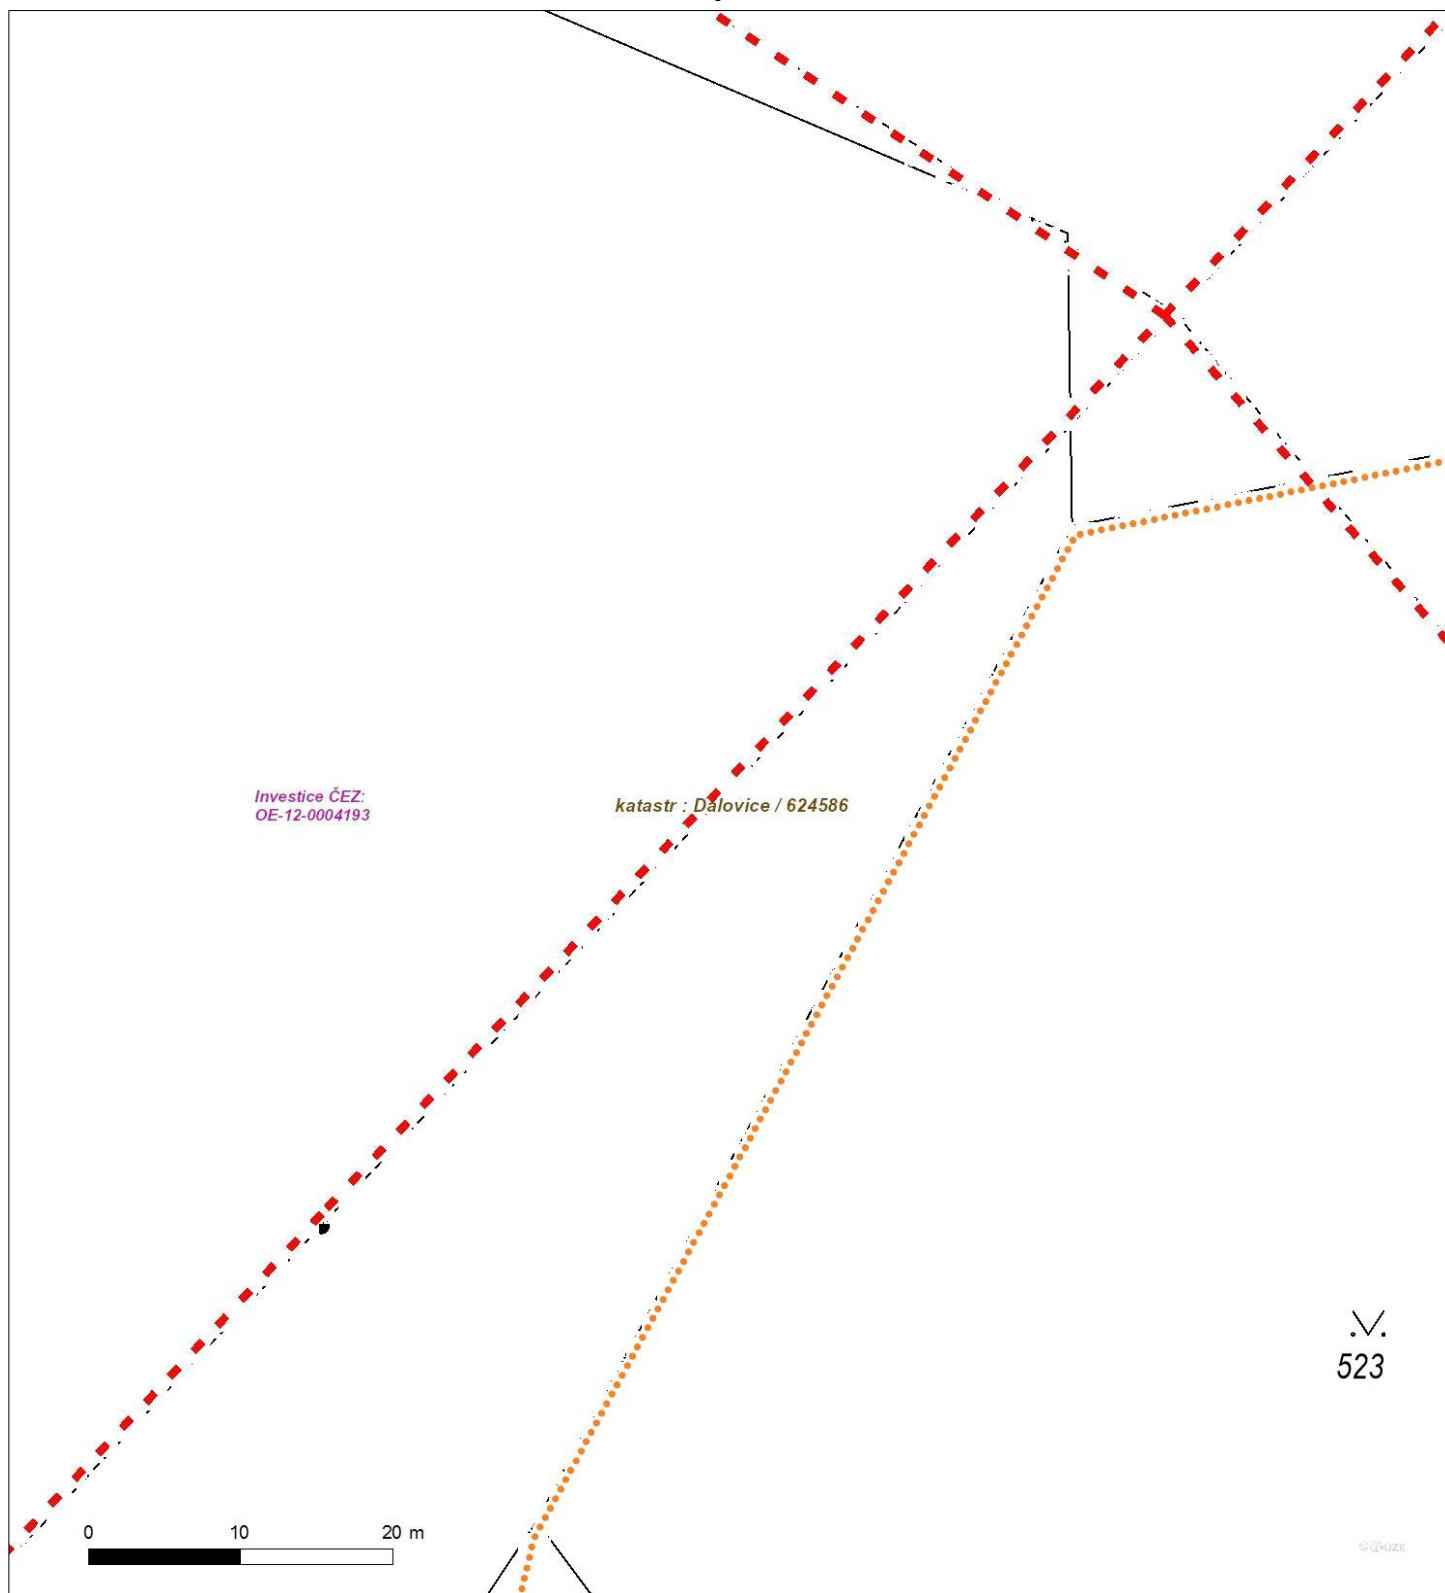 Investice ČEZ:
OE-12-0004193
katastr : Dalovice / 624586
523
0 10 20 m